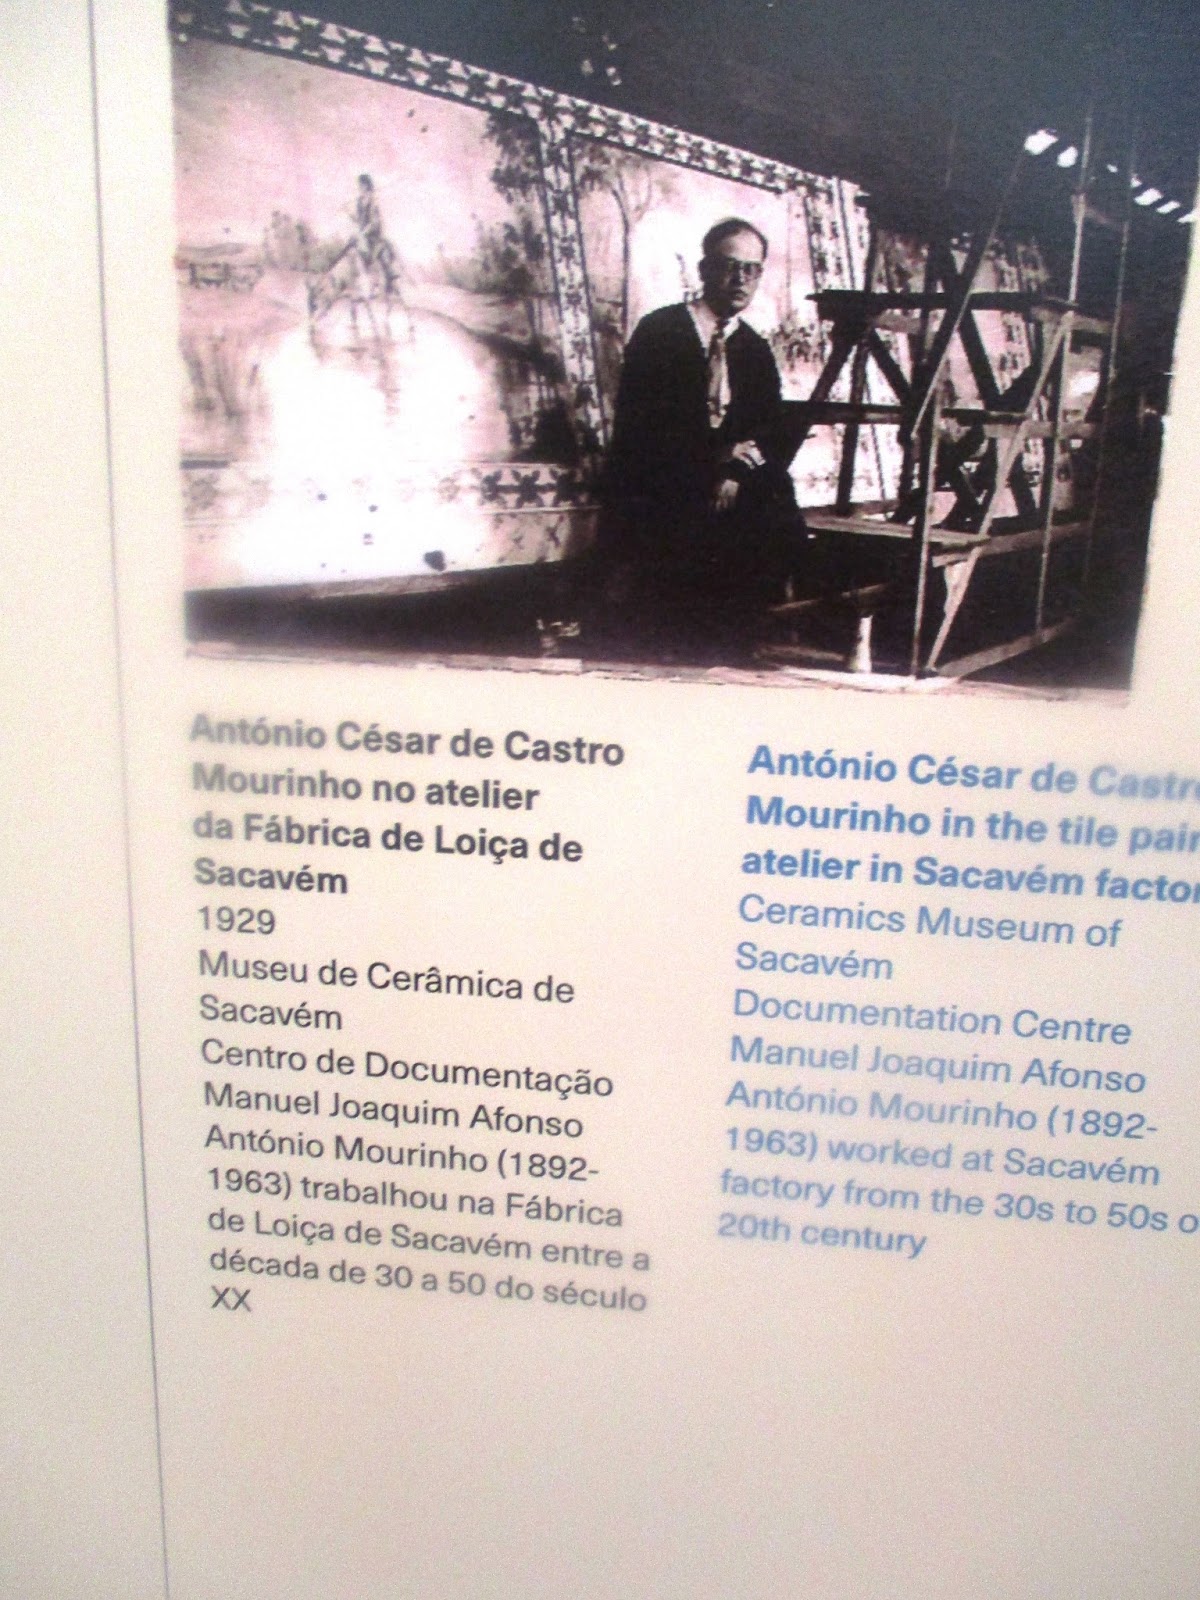 António César de Castro
Mourinho no atelier
da Fábrica de Loiça de
Sacavém
1929
Museu de Cerâmica de
Sacavém
Centro de Documentação
Manuel Joaquim Afonso
António Mourinho (1892-
1963) trabalhou na Fábrica
de Loiça de Sacavém entre a
década de 30 a 50 do século
XX
António César de Castro
Mourinho in the tile
atelier in Sacavém
Ceramics Museum of
Sacavém
Documentation Centre
Manuel Joaquim Afonso
António Mourinho (1892-
1963) worked at Sacavém
factory from the 30s to 50s
20th century